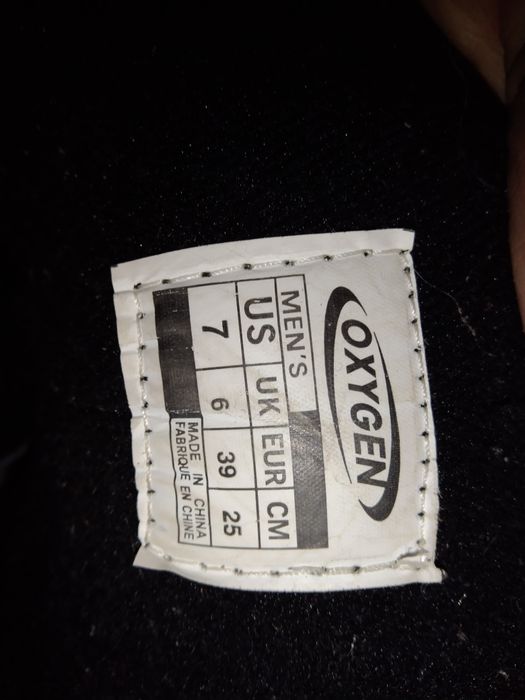 OXYGEN
MEN'S
US UK EUR CM
7 6 39 25
MADE IN CHINA
FABRIQUE EN CHINE